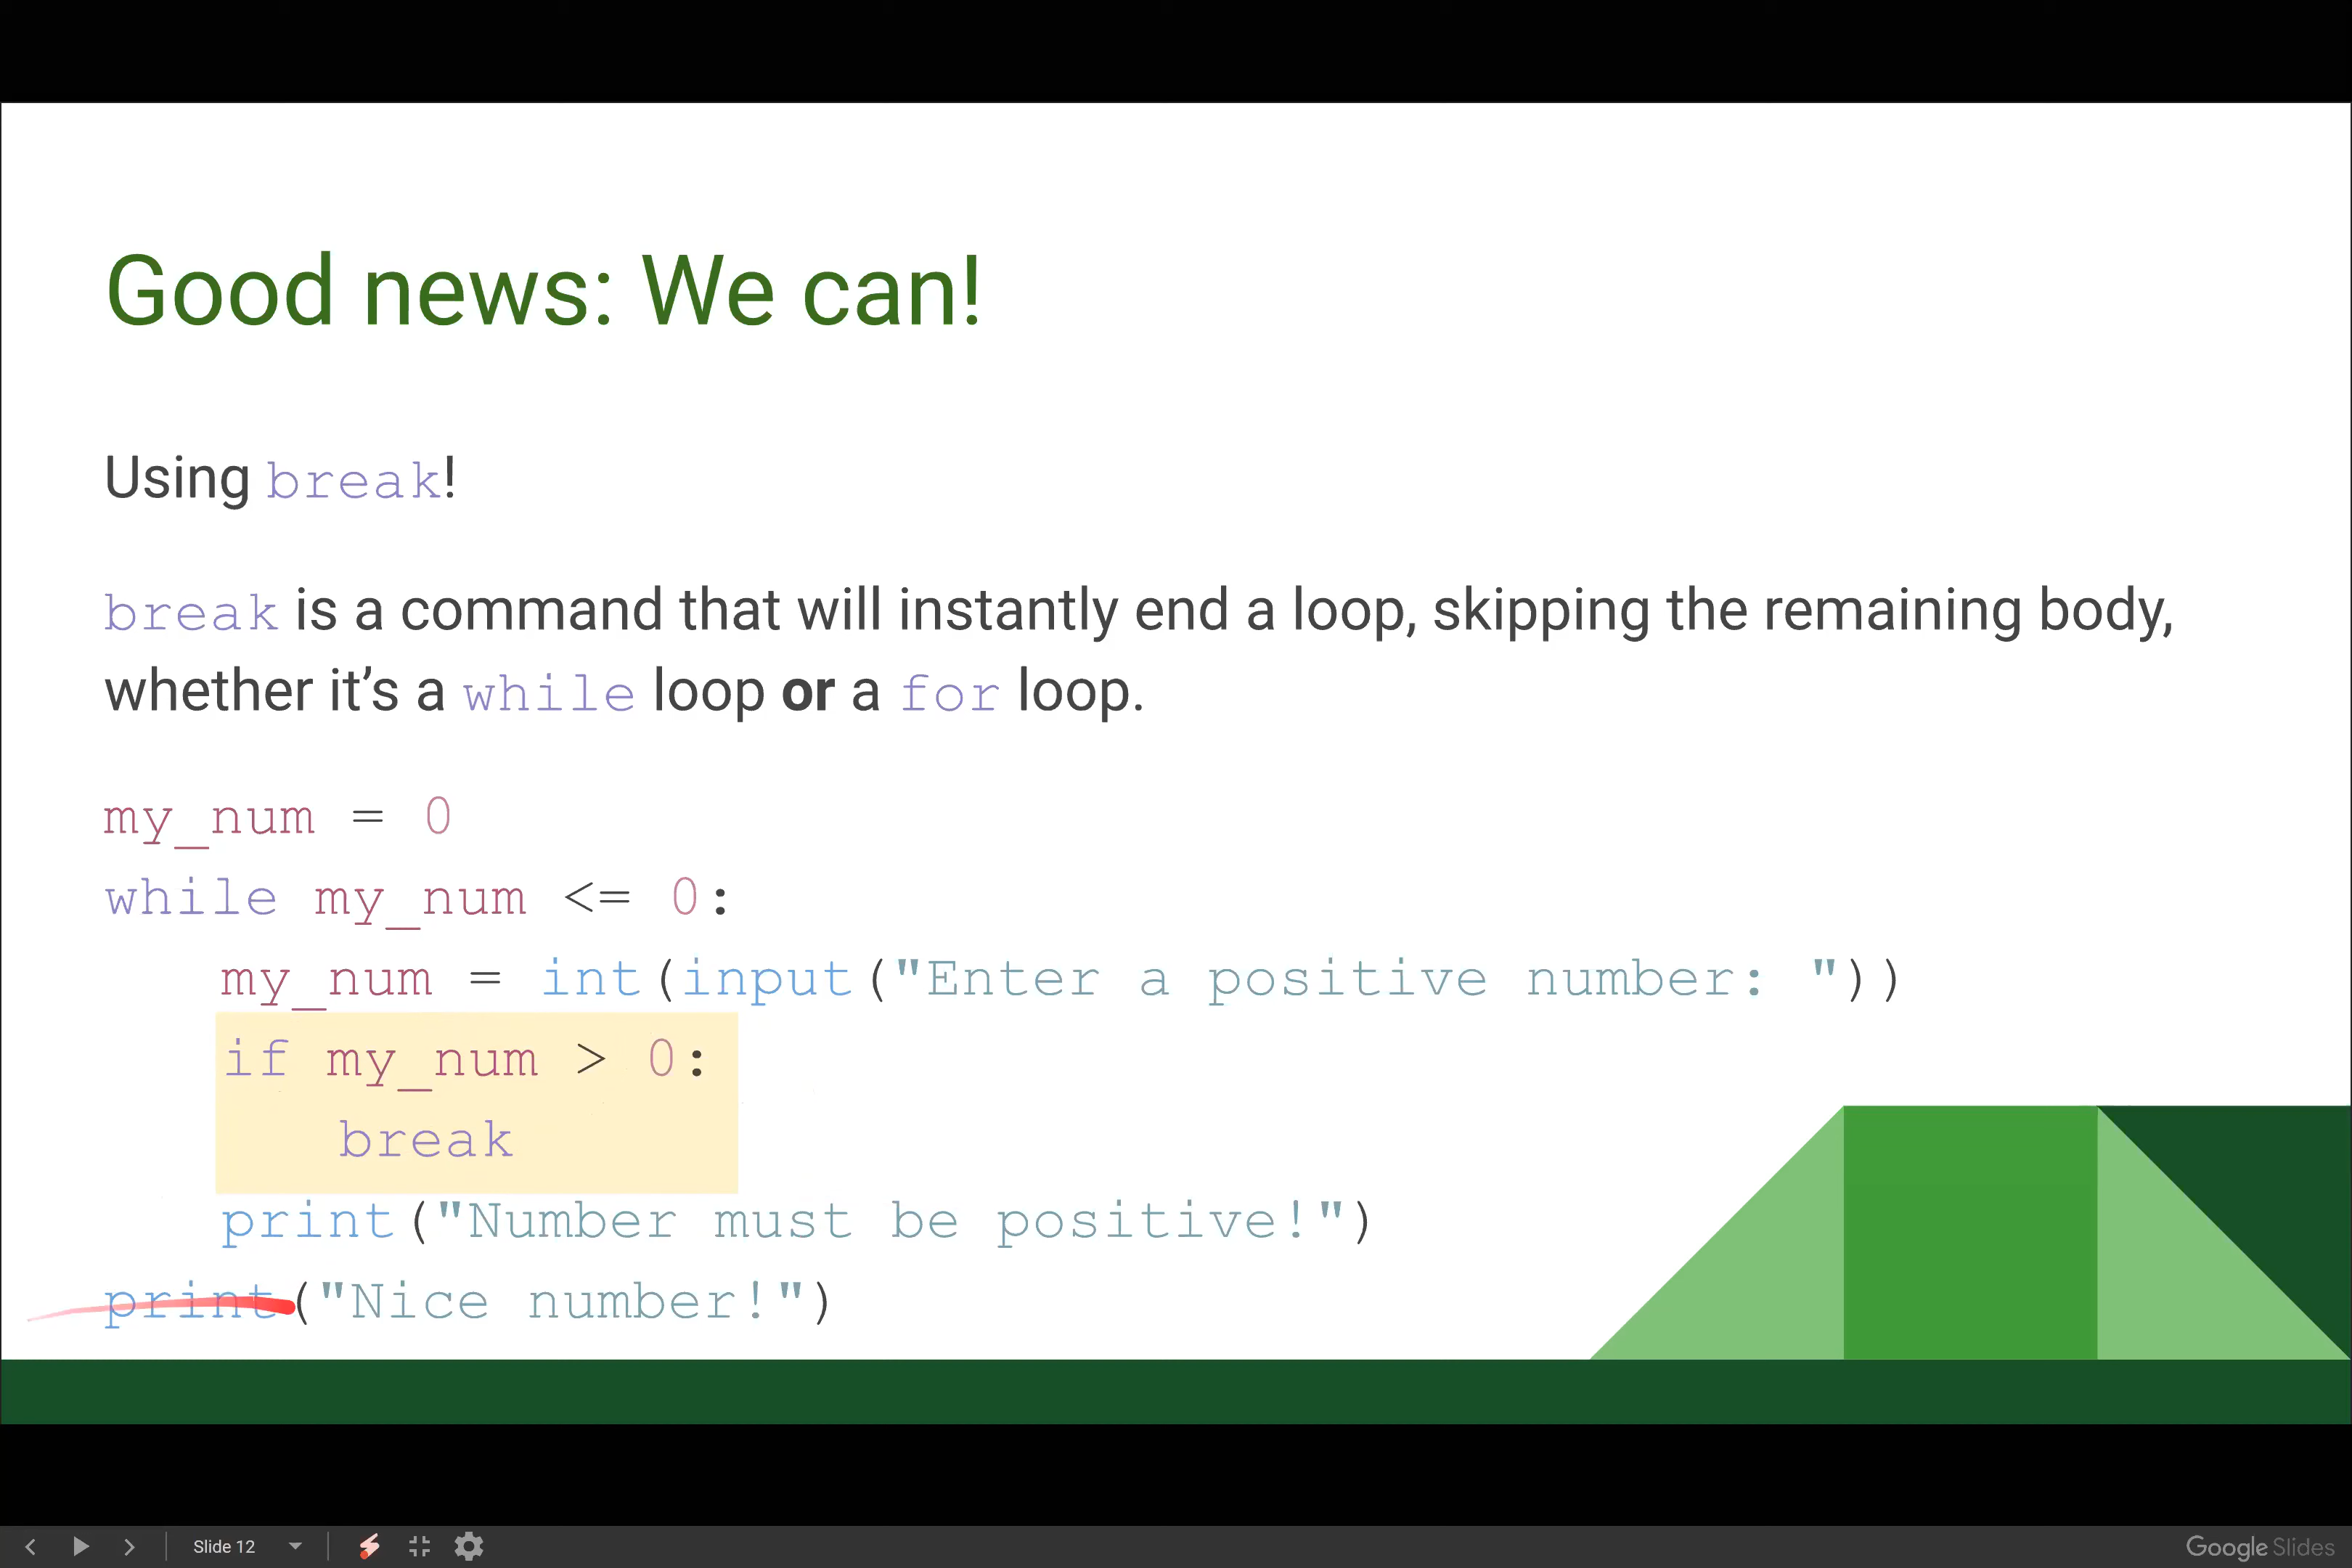 Good news: We can!
Using break!
break is a command that will instantly end a loop, skipping the remaining body,
whether it’s a while loop or a for loop.
my_num = 0
while my_num <= 0:
    my_num = int(input("Enter a positive number: "))
    if my_num > 0:
        break
    print("Number must be positive!")
print("Nice number!")
Slide 12
Google Slides